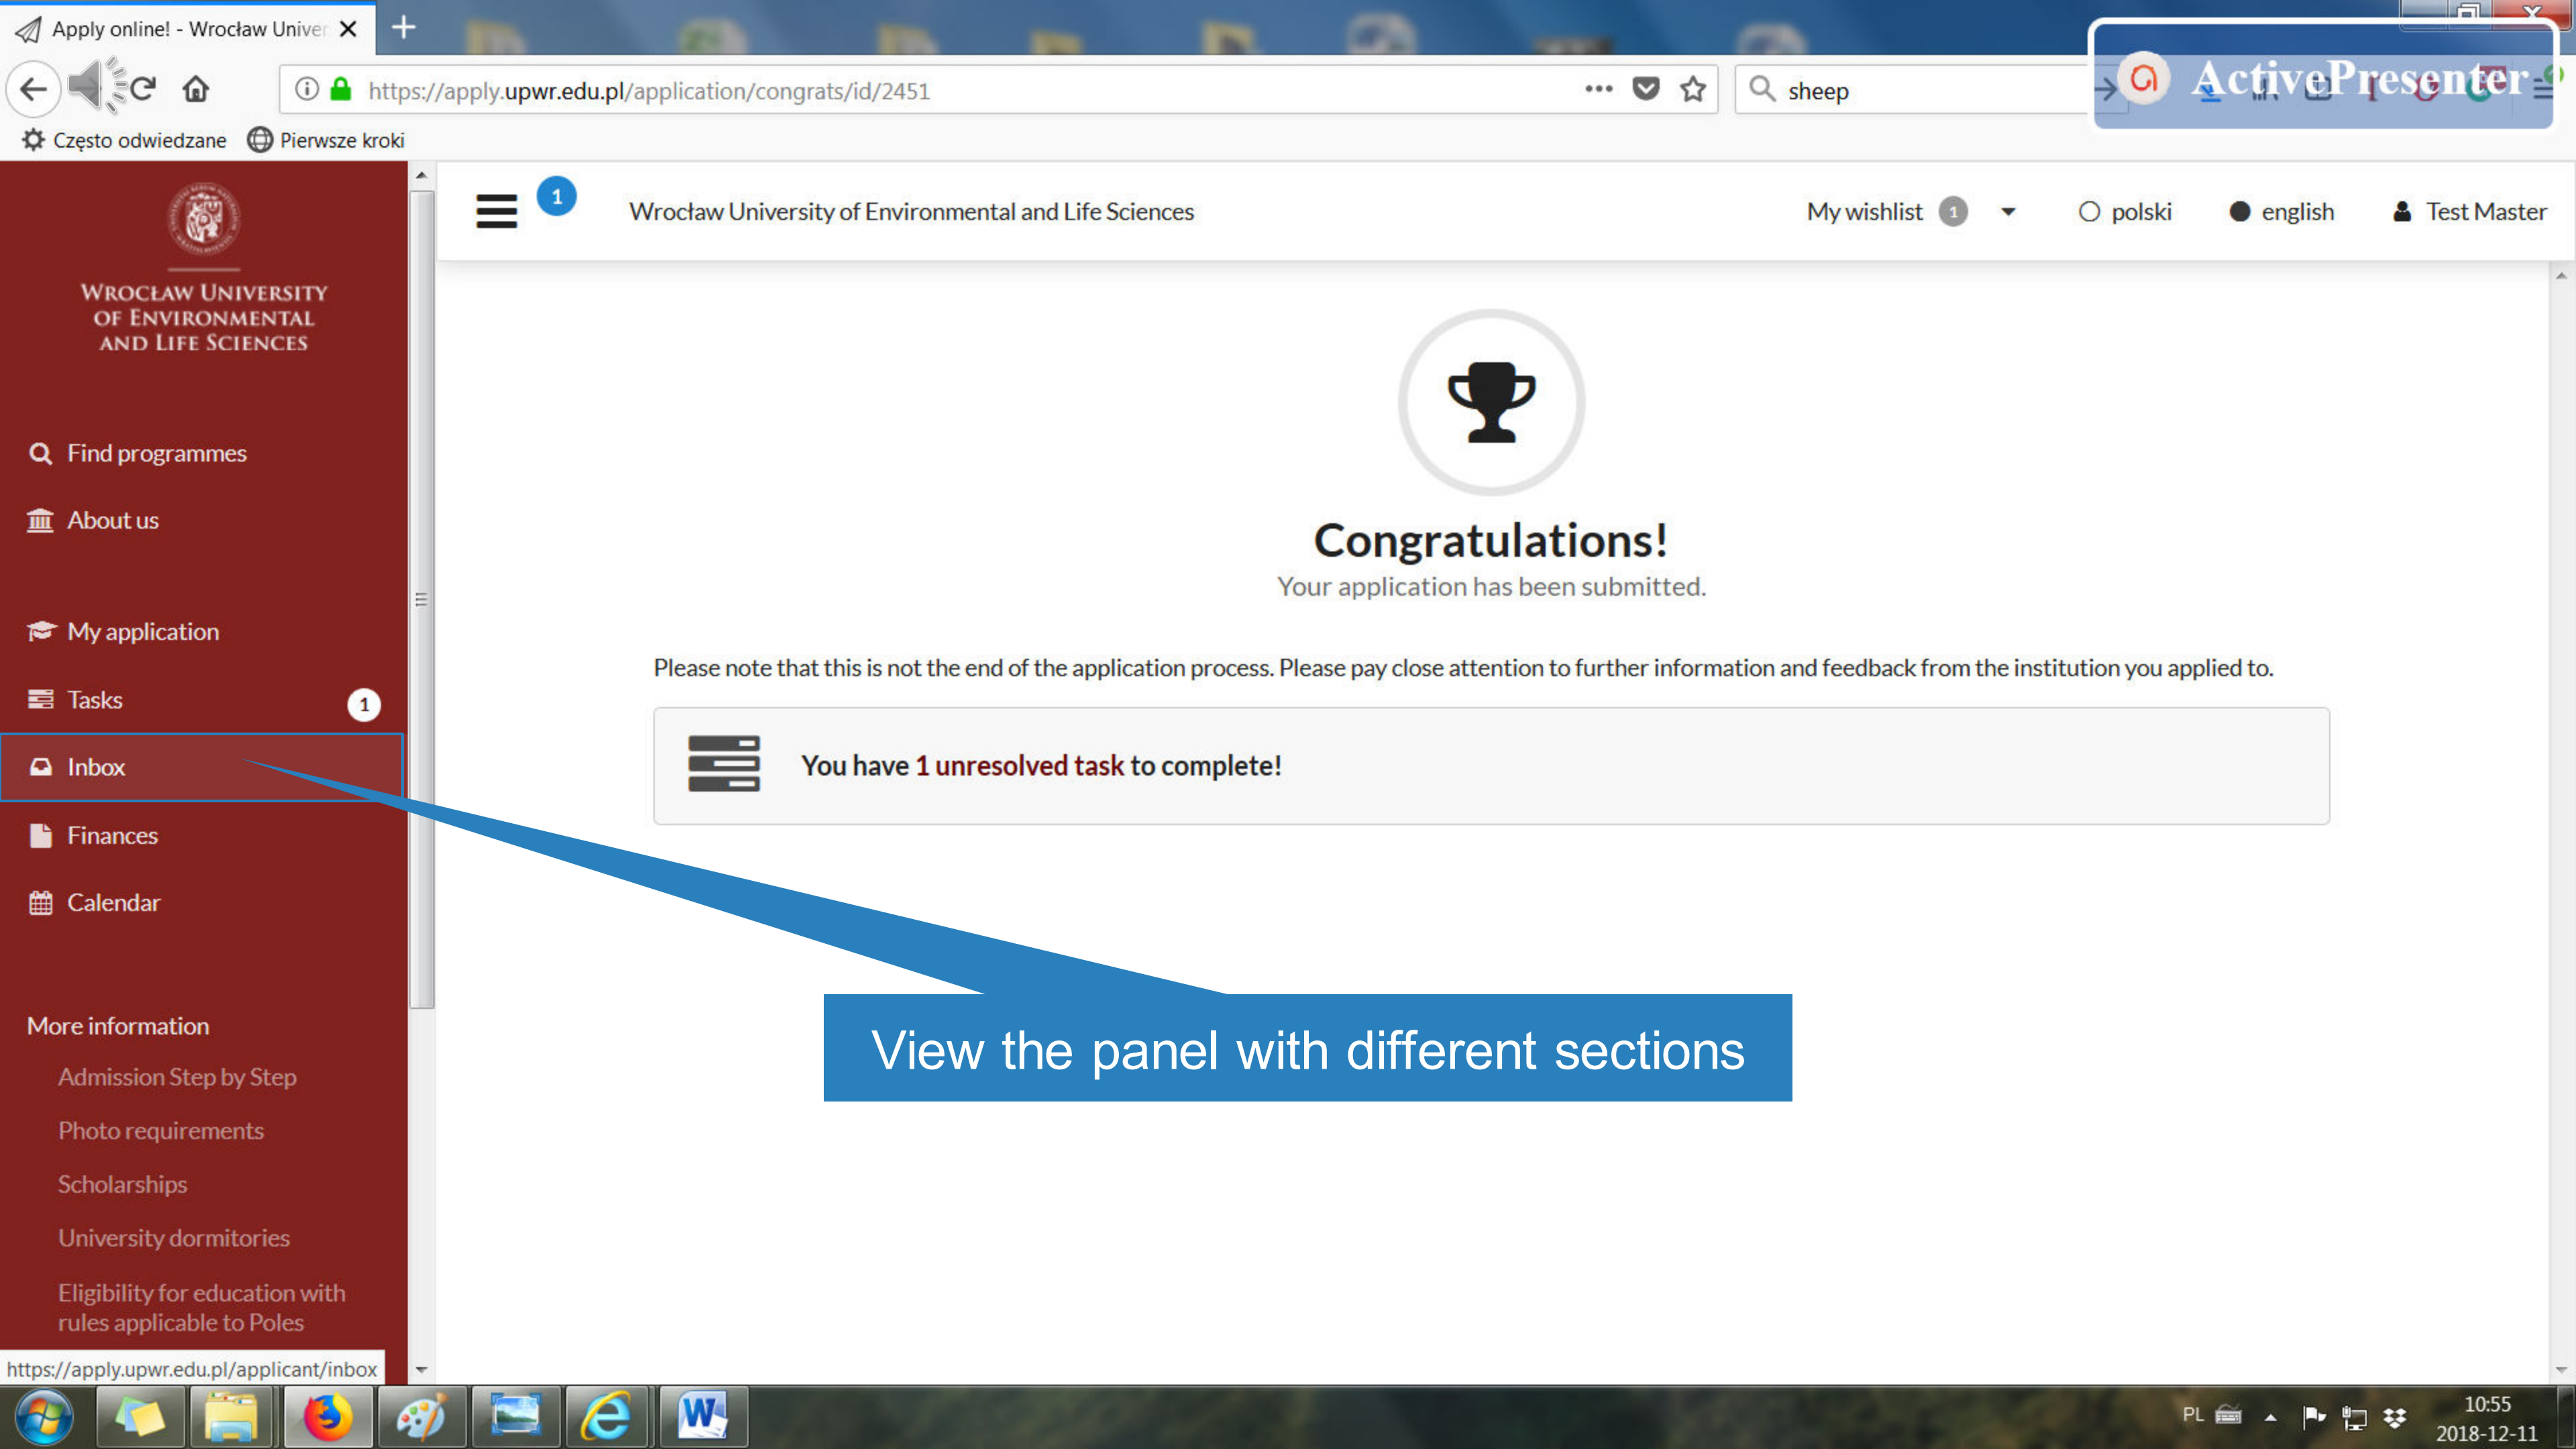 Apply online! - Wrocław Univer
https://apply.upwr.edu.pl/application/congrats/id/2451
sheep
ActivePresenter
Często odwiedzane Pierwsze kroki
WROCŁAW UNIVERSITY
OF ENVIRONMENTAL
AND LIFE SCIENCES
Find programmes
About us
My application
Tasks 1
Inbox
Finances
Calendar
More information
Admission Step by Step
Photo requirements
Scholarships
University dormitories
Eligibility for education with
rules applicable to Poles
https://apply.upwr.edu.pl/applicant/inbox
1 Wrocław University of Environmental and Life Sciences My wishlist 1 polski english Test Master
Congratulations!
Your application has been submitted.
Please note that this is not the end of the application process. Please pay close attention to further information and feedback from the institution you applied to.
You have 1 unresolved task to complete!
View the panel with different sections
PL
10:55
2018-12-11